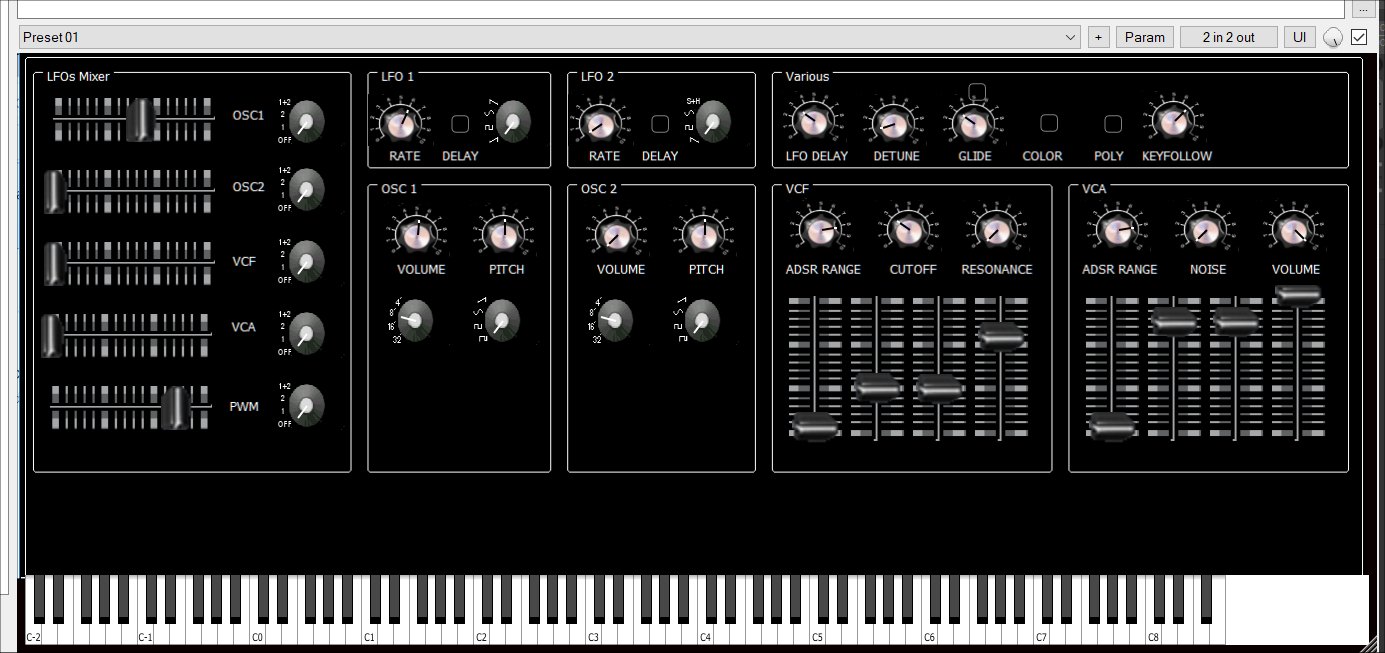 ...
Preset 01
+ Param 2 in 2 out UI
LFOs Mixer
OSC1
1+2
2
1
OFF
OSC2
1+2
2
1
OFF
VCF
1+2
2
1
OFF
VCA
1+2
2
1
OFF
PWM
1+2
2
1
OFF
LFO 1
RATE DELAY
LFO 2
S+H
RATE DELAY
Various
LFO DELAY DETUNE GLIDE COLOR POLY KEYFOLLOW
OSC 1
VOLUME PITCH
4'
8'
16'
32
OSC 2
VOLUME PITCH
4'
8'
16'
32
VCF
ADSR RANGE CUTOFF RESONANCE
VCA
ADSR RANGE NOISE VOLUME
C-2 C-1 C0 C1 C2 C3 C4 C5 C6 C7 C8